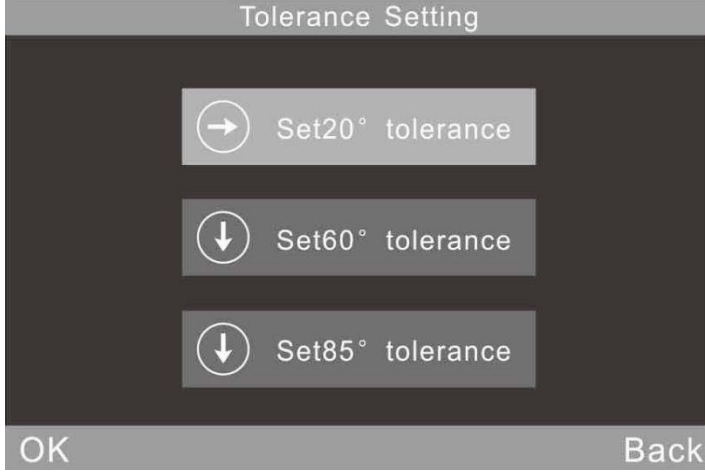 Tolerance Setting
Set20° tolerance
Set60° tolerance
Set85° tolerance
OK Back